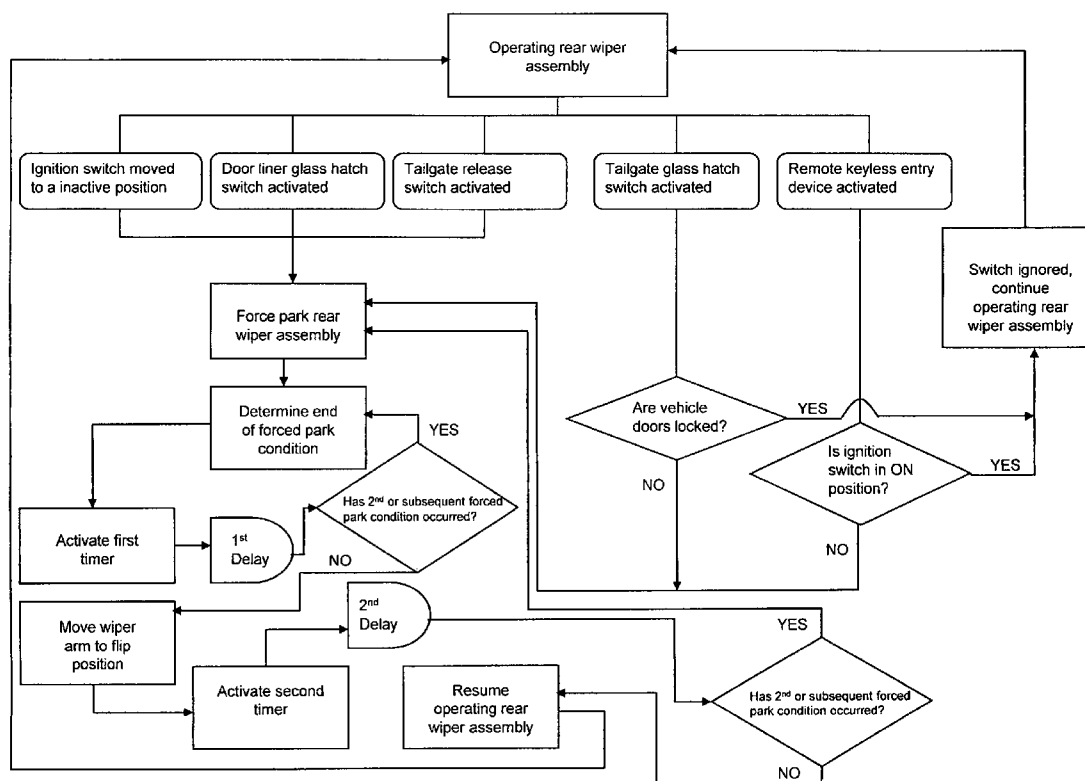 Operating rear wiper
assembly
Ignition switch moved
to a inactive position
Door liner glass hatch
switch activated
Tailgate release
switch activated
Tailgate glass hatch
switch activated
Remote keyless entry
device activated
Switch ignored,
continue
operating rear
wiper assembly
Force park rear
wiper assembly
Determine end
of forced park
condition
YES
Are vehicle
doors locked?
YES
NO
Is ignition
switch in ON
position?
YES
NO
Has 2nd or subsequent forced
park condition occurred?
NO
Activate first
timer
1st
Delay
Move wiper
arm to flip
position
2nd
Delay
Activate second
timer
Resume
operating rear
wiper assembly
YES
Has 2nd or subsequent forced
park condition occurred?
NO